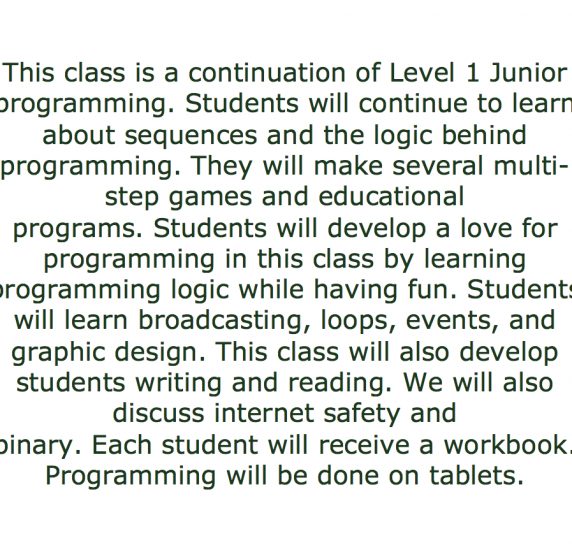 This class is a continuation of Level 1 Junior
programming. Students will continue to learn
about sequences and the logic behind
programming. They will make several multi-
step games and educational
programs. Students will develop a love for
programming in this class by learning
programming logic while having fun. Students
will learn broadcasting, loops, events, and
graphic design. This class will also develop
students writing and reading. We will also
discuss internet safety and
binary. Each student will receive a workbook.
Programming will be done on tablets.